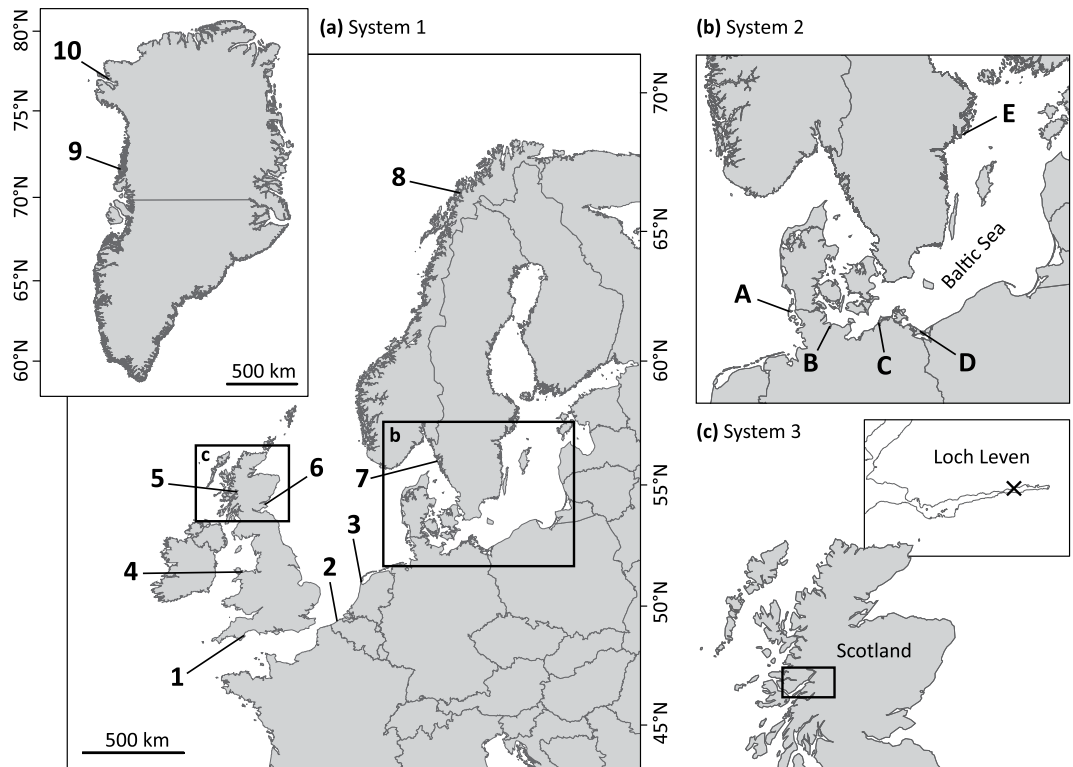 (a) System 1
80°N
75°N
70°N
65°N
60°N
10
9
500 km
8
7
6
5
4
3
2
1
c
b
70°N
65°N
60°N
55°N
50°N
45°N
500 km
(b) System 2
E
Baltic Sea
A
B
C
D
(c) System 3
Loch Leven
Scotland